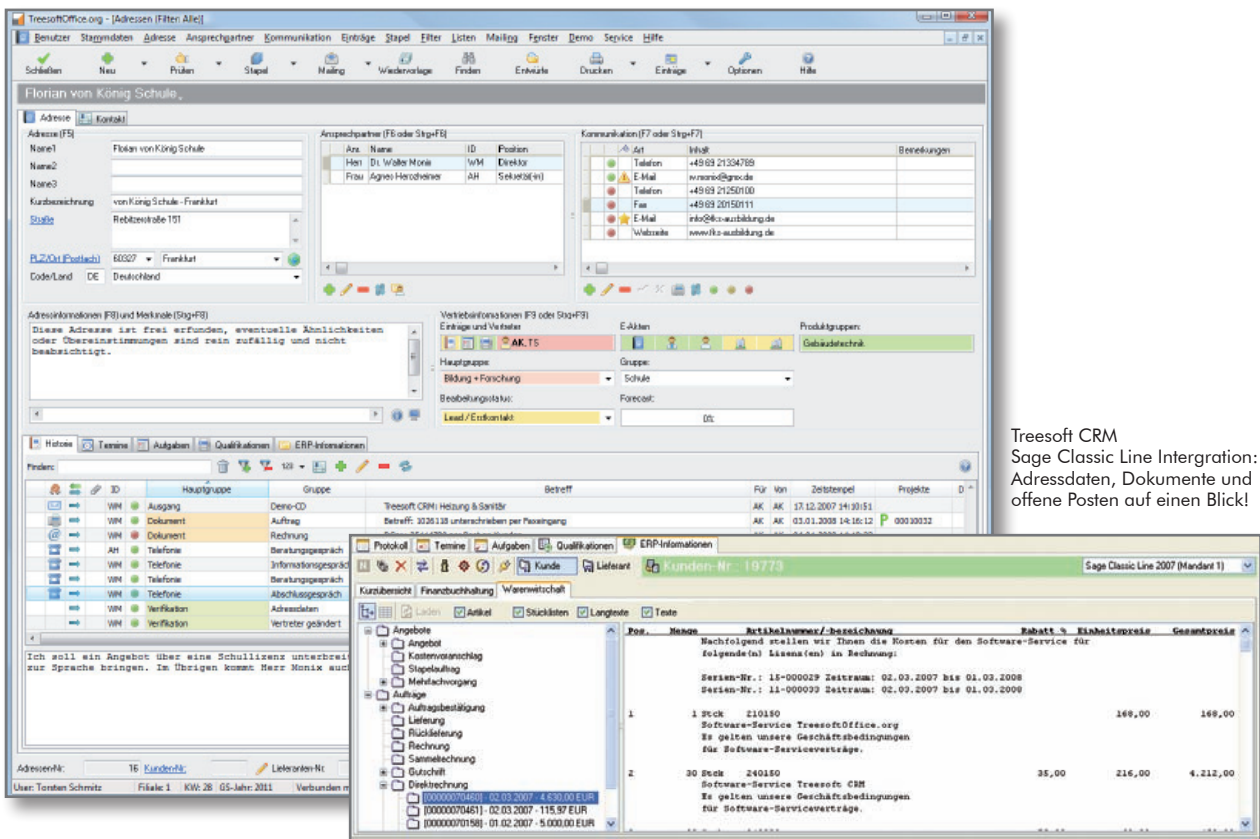 TreesoftOffice.org - [Adressen (Filter: Alle)]
Benutzer Stammdaten Adresse Ansprechpartner Kommunikation Einträge Stapel Filter Listen Mailing Fenster Demo Service Hilfe
Schließen Neu Prüfen Stapel Mailing Wiedervorlage Finden Entwürfe Drucken Einträge Optionen Hilfe
Florian von König Schule,
Adresse Kontakt
Adresse (F5) Ansprechpartner (F6 oder Strg+F6) Kommunikation (F7 oder Strg+F7)
Name1 Florian von König Schule
Name2
Name3
Kurzbezeichnung von König Schule - Frankfurt
Straße Rebitzerstraße 151
PLZ/Ort (Postfach) 60327 Frankfurt
Code/Land DE Deutschland
Anr. Name ID Position
Herr Dr. Walter Monix WM Direktor
Frau Agnes Herozheimer AH Sekretär(-in)
Art Inhalt Bemerkungen
Telefon +49 69 21334789
E-Mail w.monix@gmx.de
Telefon +49 69 21250100
Fax +49 69 20150111
E-Mail info@fks-ausbildung.de
Webseite www.fks-ausbildung.de
Adressinformationen (F8) und Merkmale (Strg+F8)
Diese Adresse ist frei erfunden, eventuelle Ähnlichkeiten
oder Übereinstimmungen sind rein zufällig und nicht
beabsichtigt.
Vertriebsinformationen (F9 oder Strg+F9)
Einträge und Vertreter E-Akten Produktgruppen:
AK, TS Gebäudetechnik
Hauptgruppe: Gruppe:
Bildung + Forschung Schule
Bearbeitungsstatus: Forecast:
Lead / Erstkontakt 0%
Historie Termine Aufgaben Qualifikationen ERP-Informationen
Finden: 123
ID Hauptgruppe Gruppe Betreff Für Von Zeitstempel Projekte D
WM Ausgang Demo-CD Treesoft CRM: Heizung & Sanitär AK AK 17.12.2007 14:10:51
WM Dokument Auftrag Betreff: 1026118 unterschrieben per Posteingang AK AK 03.01.2008 14:16:12 P 00010032
WM Dokument Rechnung
AH Telefonie Beratungsgespräch
WM Telefonie Informationsgespräch
WM Telefonie Beratungsgespräch
WM Telefonie Abschlussgespräch
WM Verifikation Adressdaten
WM Verifikation Vertreter geändert
Ich soll ein Angebot über eine Schullizenz unterbrei
zur Sprache bringen. Im Übrigen kommt Herr Monix auc
Adressen-Nr.: 16 Kunden-Nr.: Lieferanten-Nr.
User: Torsten Schmitz Filiale: 1 KW: 28 GS-Jahr: 2011 Verbunden m
Treesoft CRM
Sage Classic Line Intergration:
Adressdaten, Dokumente und
offene Posten auf einen Blick!
Protokoll Termine Aufgaben Qualifikationen ERP-Informationen
Kunde Lieferant Kunden-Nr.: 19773 Sage Classic Line 2007 (Mandant 1)
Kurzübersicht Finanzbuchhaltung Warenwirtschaft
Laden Artikel Stücklisten Langtexte Texte
Angebote
Angebot
Kostenvoranschlag
Stapelauftrag
Mehrfachvorgang
Aufträge
Auftragsbestätigung
Lieferung
Rücklieferung
Rechnung
Sammelrechnung
Gutschrift
Direktrechnung
[00000070460] - 02.03.2007 - 4.630,00 EUR
[00000070461] - 02.03.2007 - 115,97 EUR
[00000070158] - 01.02.2007 - 5.000,00 EUR
Pos. Menge Artikelnummer/-bezeichnung Rabatt % Einheitspreis Gesamtpreis
Nachfolgend stellen wir Ihnen die Kosten für den Software-Service für
folgende(n) Lizens(en) in Rechnung:
Serien-Nr.: 15-000029 Zeitraum: 02.03.2007 bis 01.03.2008
Serien-Nr.: 11-000033 Zeitraum: 02.03.2007 bis 01.03.2008
1 1 Stck 210150 168,00 168,00
Software-Service TreesoftOffice.org
Es gelten unsere Geschäftsbedingungen
für Software-Serviceverträge.
2 30 Stck 240150 35,00 216,00 4.212,00
Software-Service Treesoft CRM
Es gelten unsere Geschäftsbedingungen
für Software-Serviceverträge.